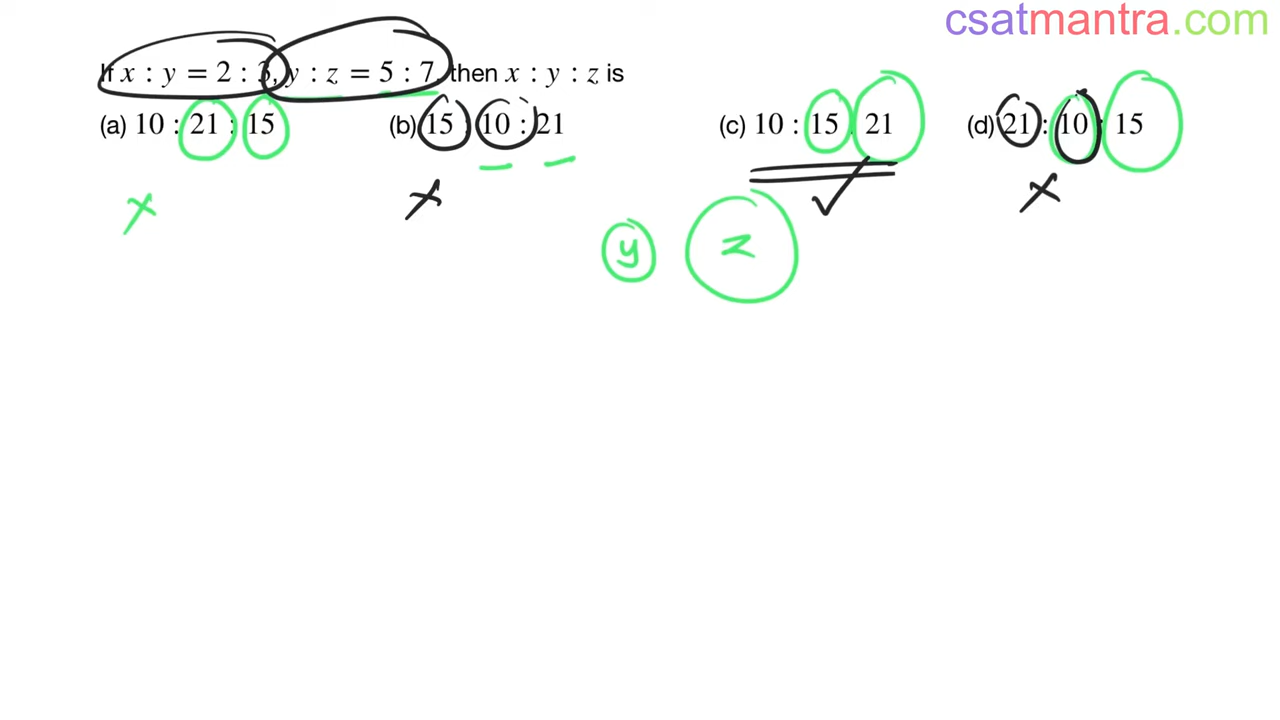 csatmantra.com
If x : y = 2 : 3, y : z = 5 : 7, then x : y : z is
(a) 10 : 21 : 15 (b) 15 : 10 : 21 (c) 10 : 15 : 21 (d) 21 : 10 : 15
y z